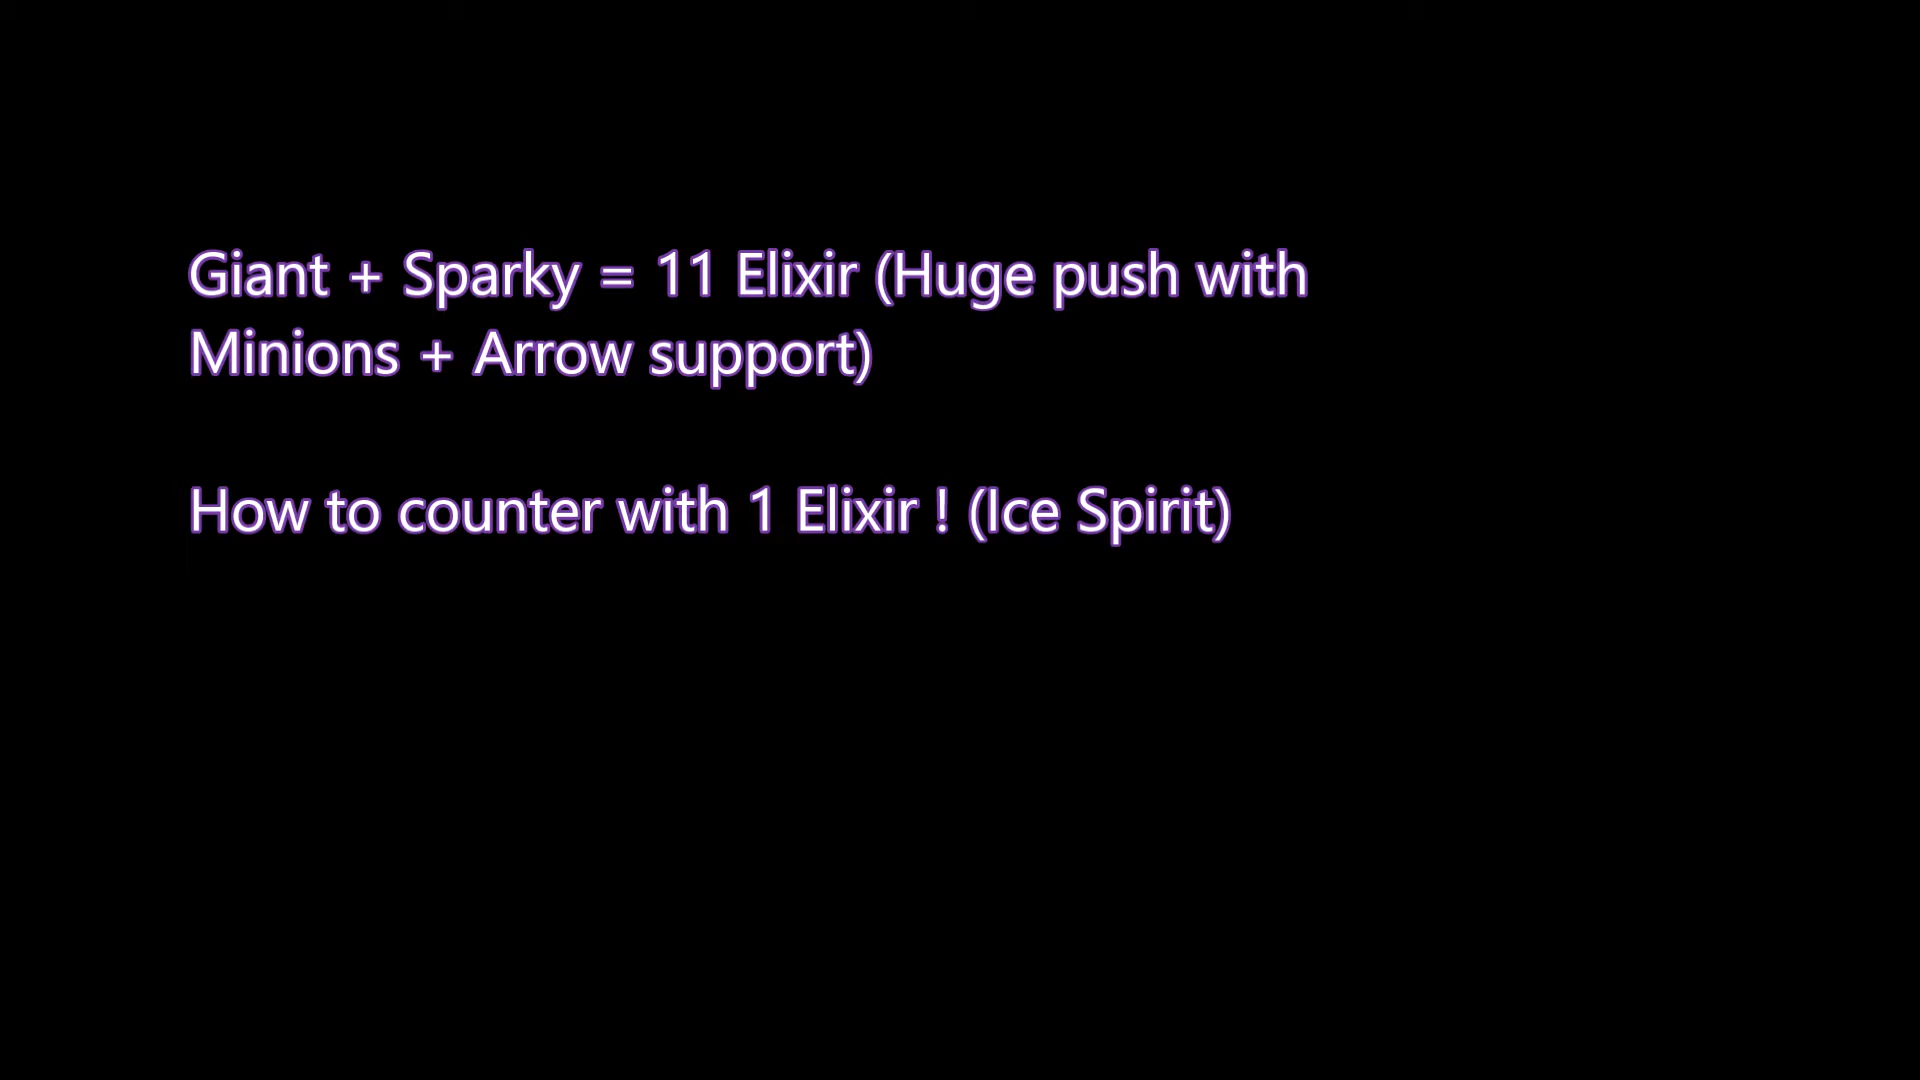 Giant + Sparky = 11 Elixir (Huge push with
Minions + Arrow support)
How to counter with 1 Elixir ! (Ice Spirit)